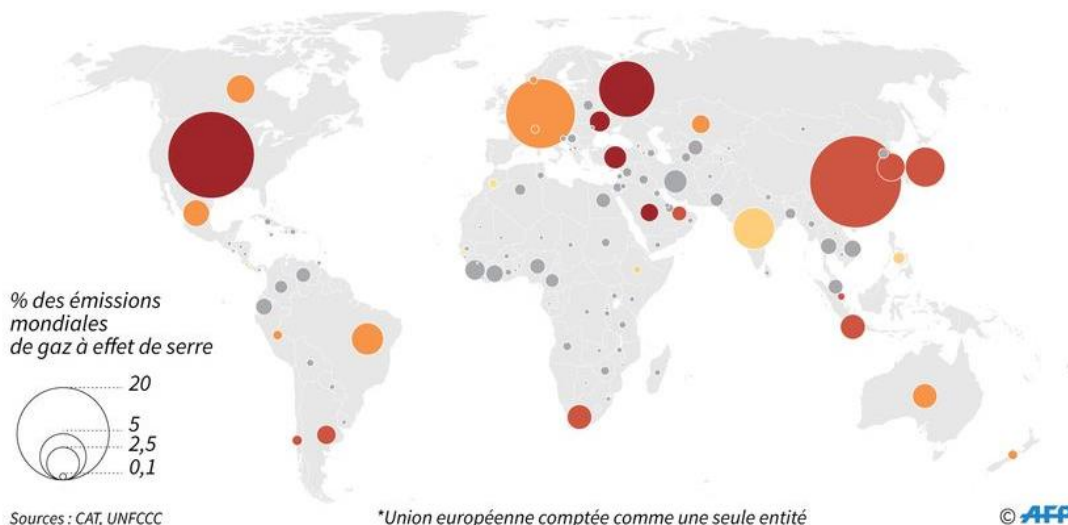 % des émissions
mondiales
de gaz à effet de serre
20
5
2,5
0,1
Sources : CAT, UNFCCC
*Union européenne comptée comme une seule entité
© AFP